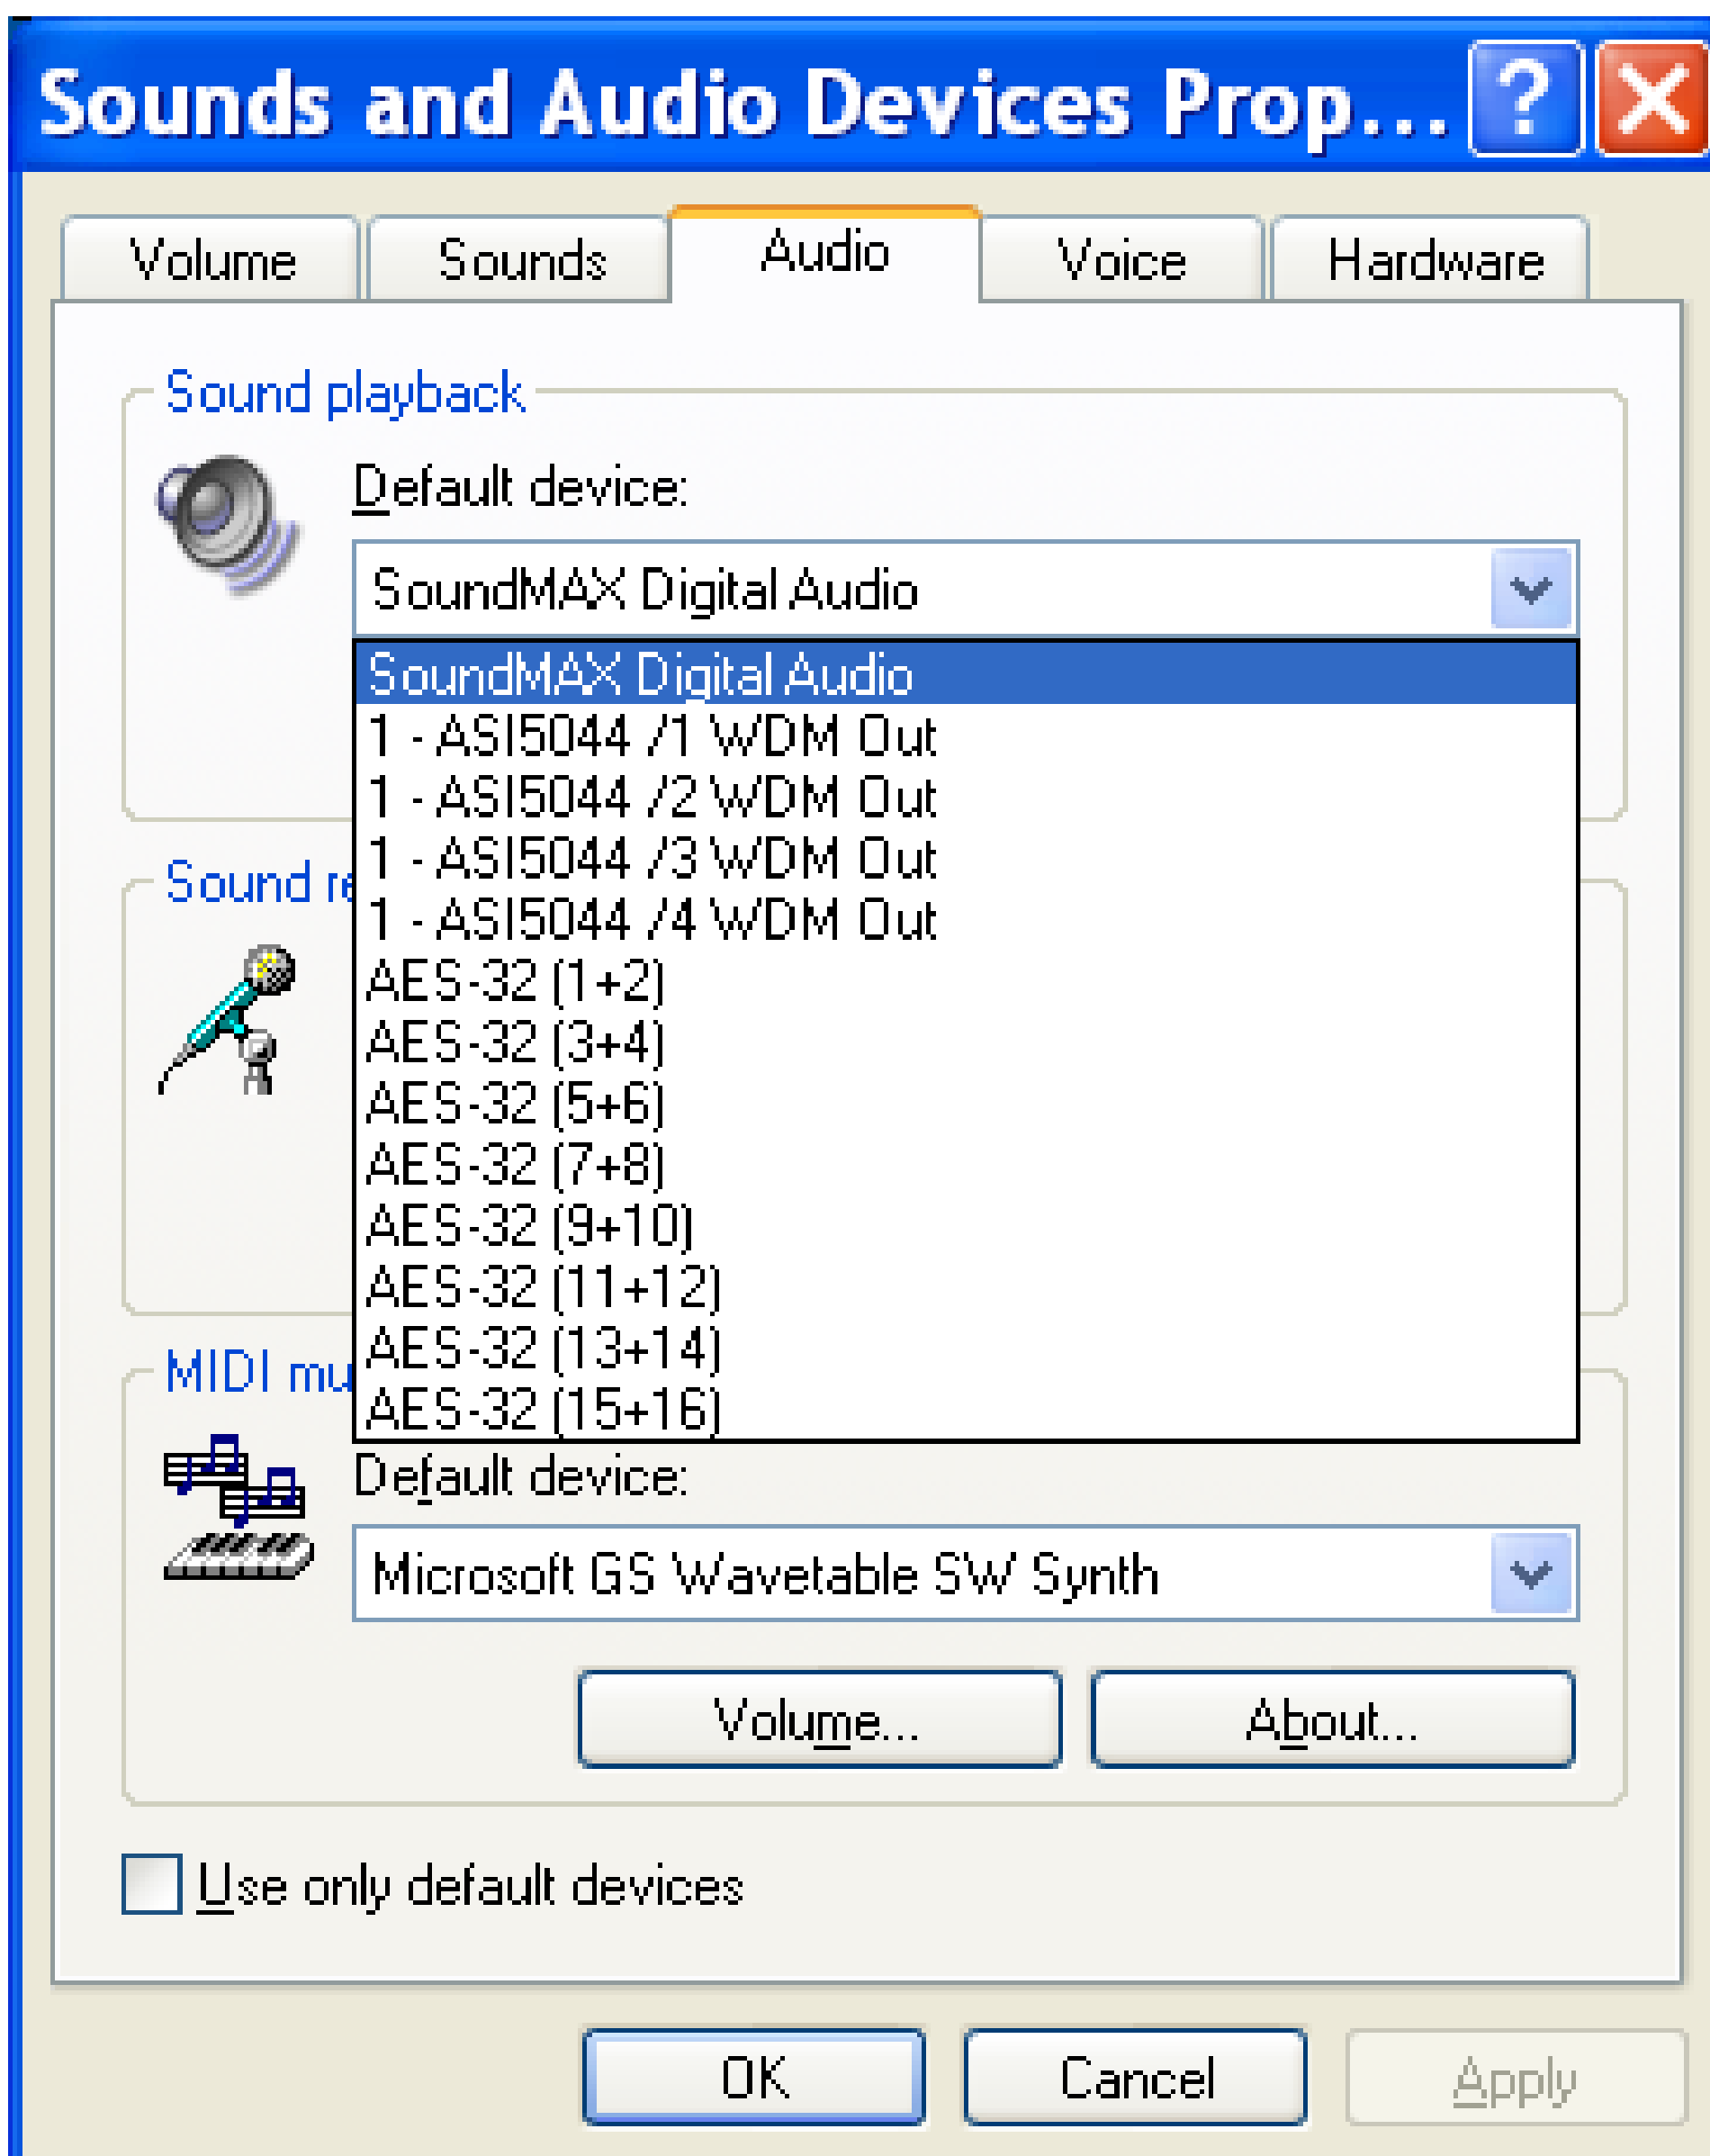 Sounds and Audio Devices Prop...
Volume Sounds Audio Voice Hardware
Sound playback
Default device:
SoundMAX Digital Audio
SoundMAX Digital Audio
1 - ASI5044 /1 WDM Out
1 - ASI5044 /2 WDM Out
1 - ASI5044 /3 WDM Out
Sound re
1 - ASI5044 /4 WDM Out
AES-32 (1+2)
AES-32 (3+4)
AES-32 (5+6)
AES-32 (7+8)
AES-32 (9+10)
AES-32 (11+12)
AES-32 (13+14)
MIDI mu
AES-32 (15+16)
Default device:
Microsoft GS Wavetable SW Synth
Volume... About...
Use only default devices
OK Cancel Apply